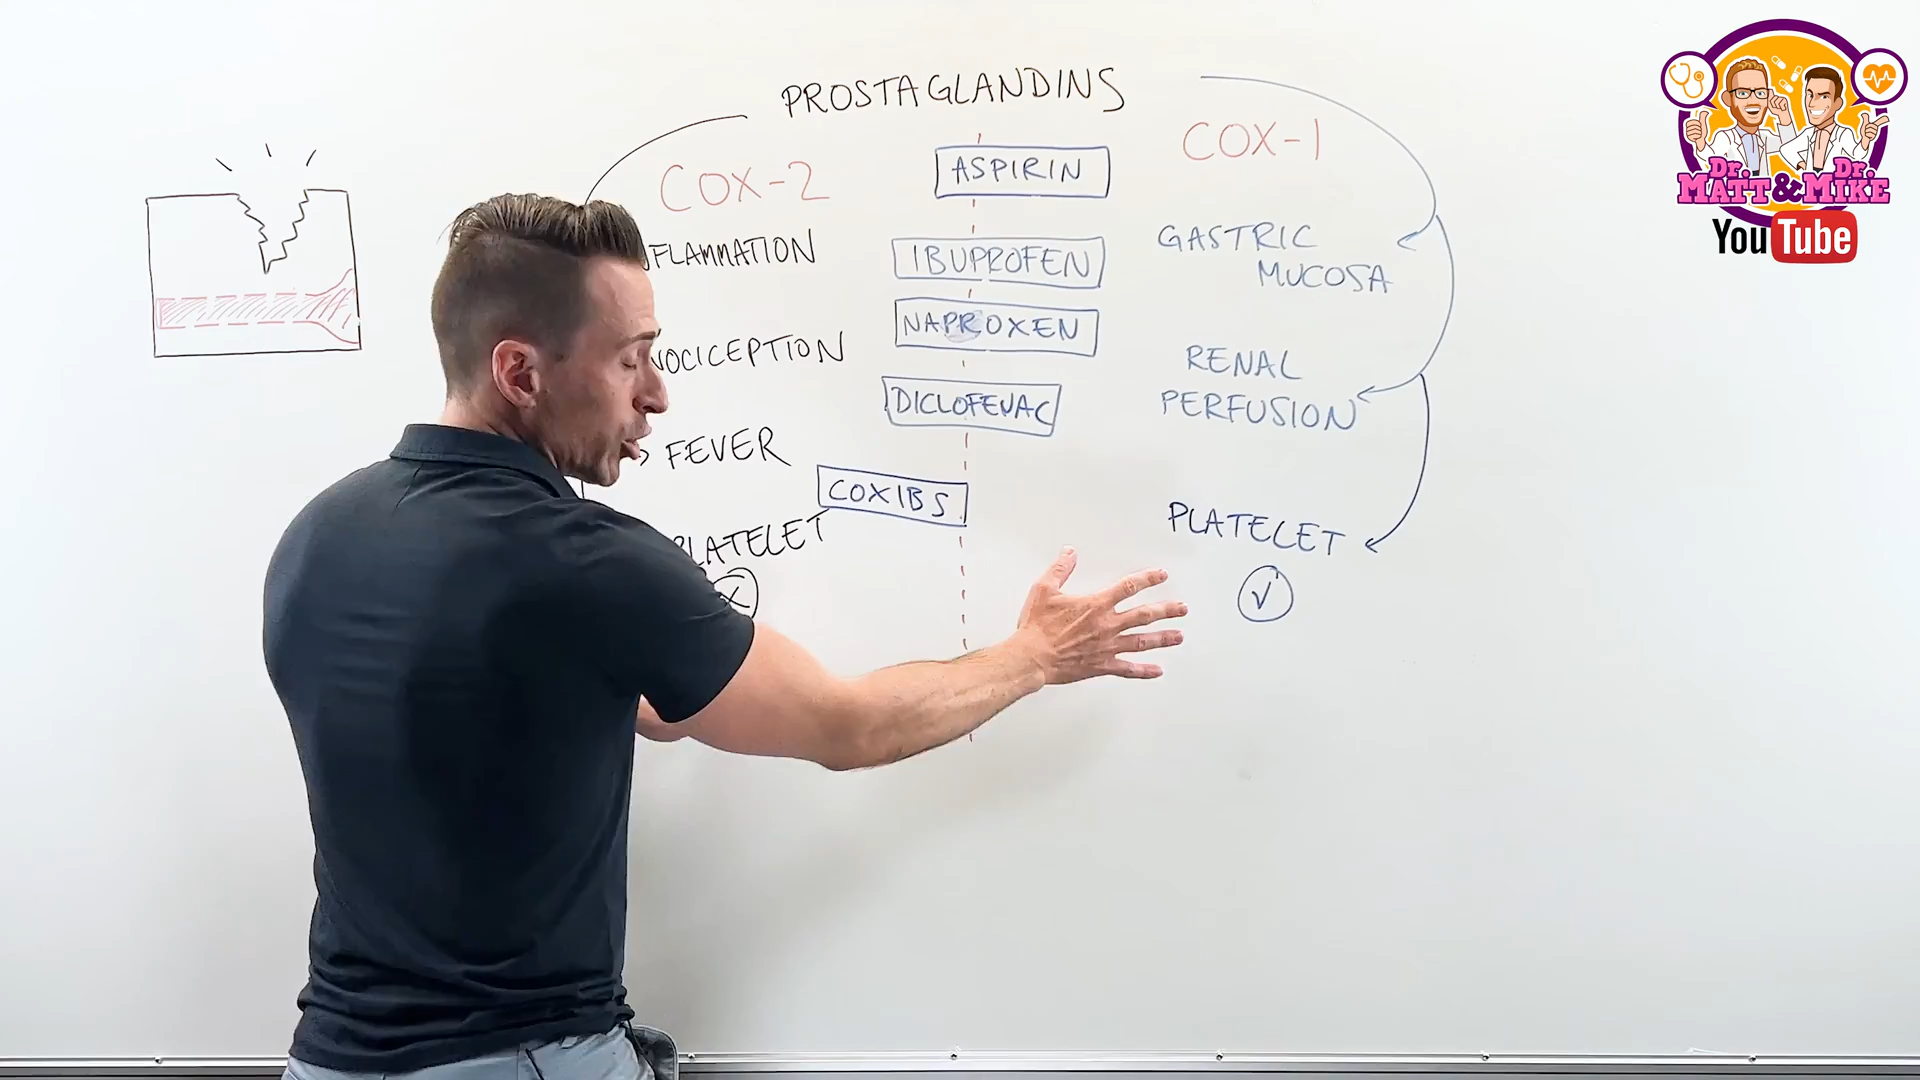 PROSTAGLANDINS
COX-2
FLAMMATION
NOCICEPTION
FEVER
PLATELET
X
ASPIRIN
IBUPROFEN
NAPROXEN
DICLOFENAC
COXIBS
COX-1
GASTRIC
MUCOSA
RENAL
PERFUSION
PLATELET
✓
Dr. Dr.
MATT & MIKE
YouTube